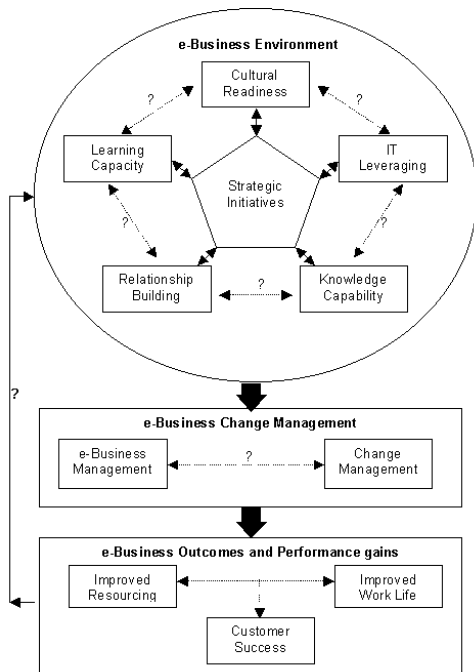 e-Business Environment
Cultural
Readiness
?
?
Learning
Capacity
IT
Leveraging
Strategic
Initiatives
?
?
Relationship
Building
?
Knowledge
Capability
?
e-Business Change Management
e-Business
Management
?
Change
Management
e-Business Outcomes and Performance gains
Improved
Resourcing
Improved
Work Life
Customer
Success